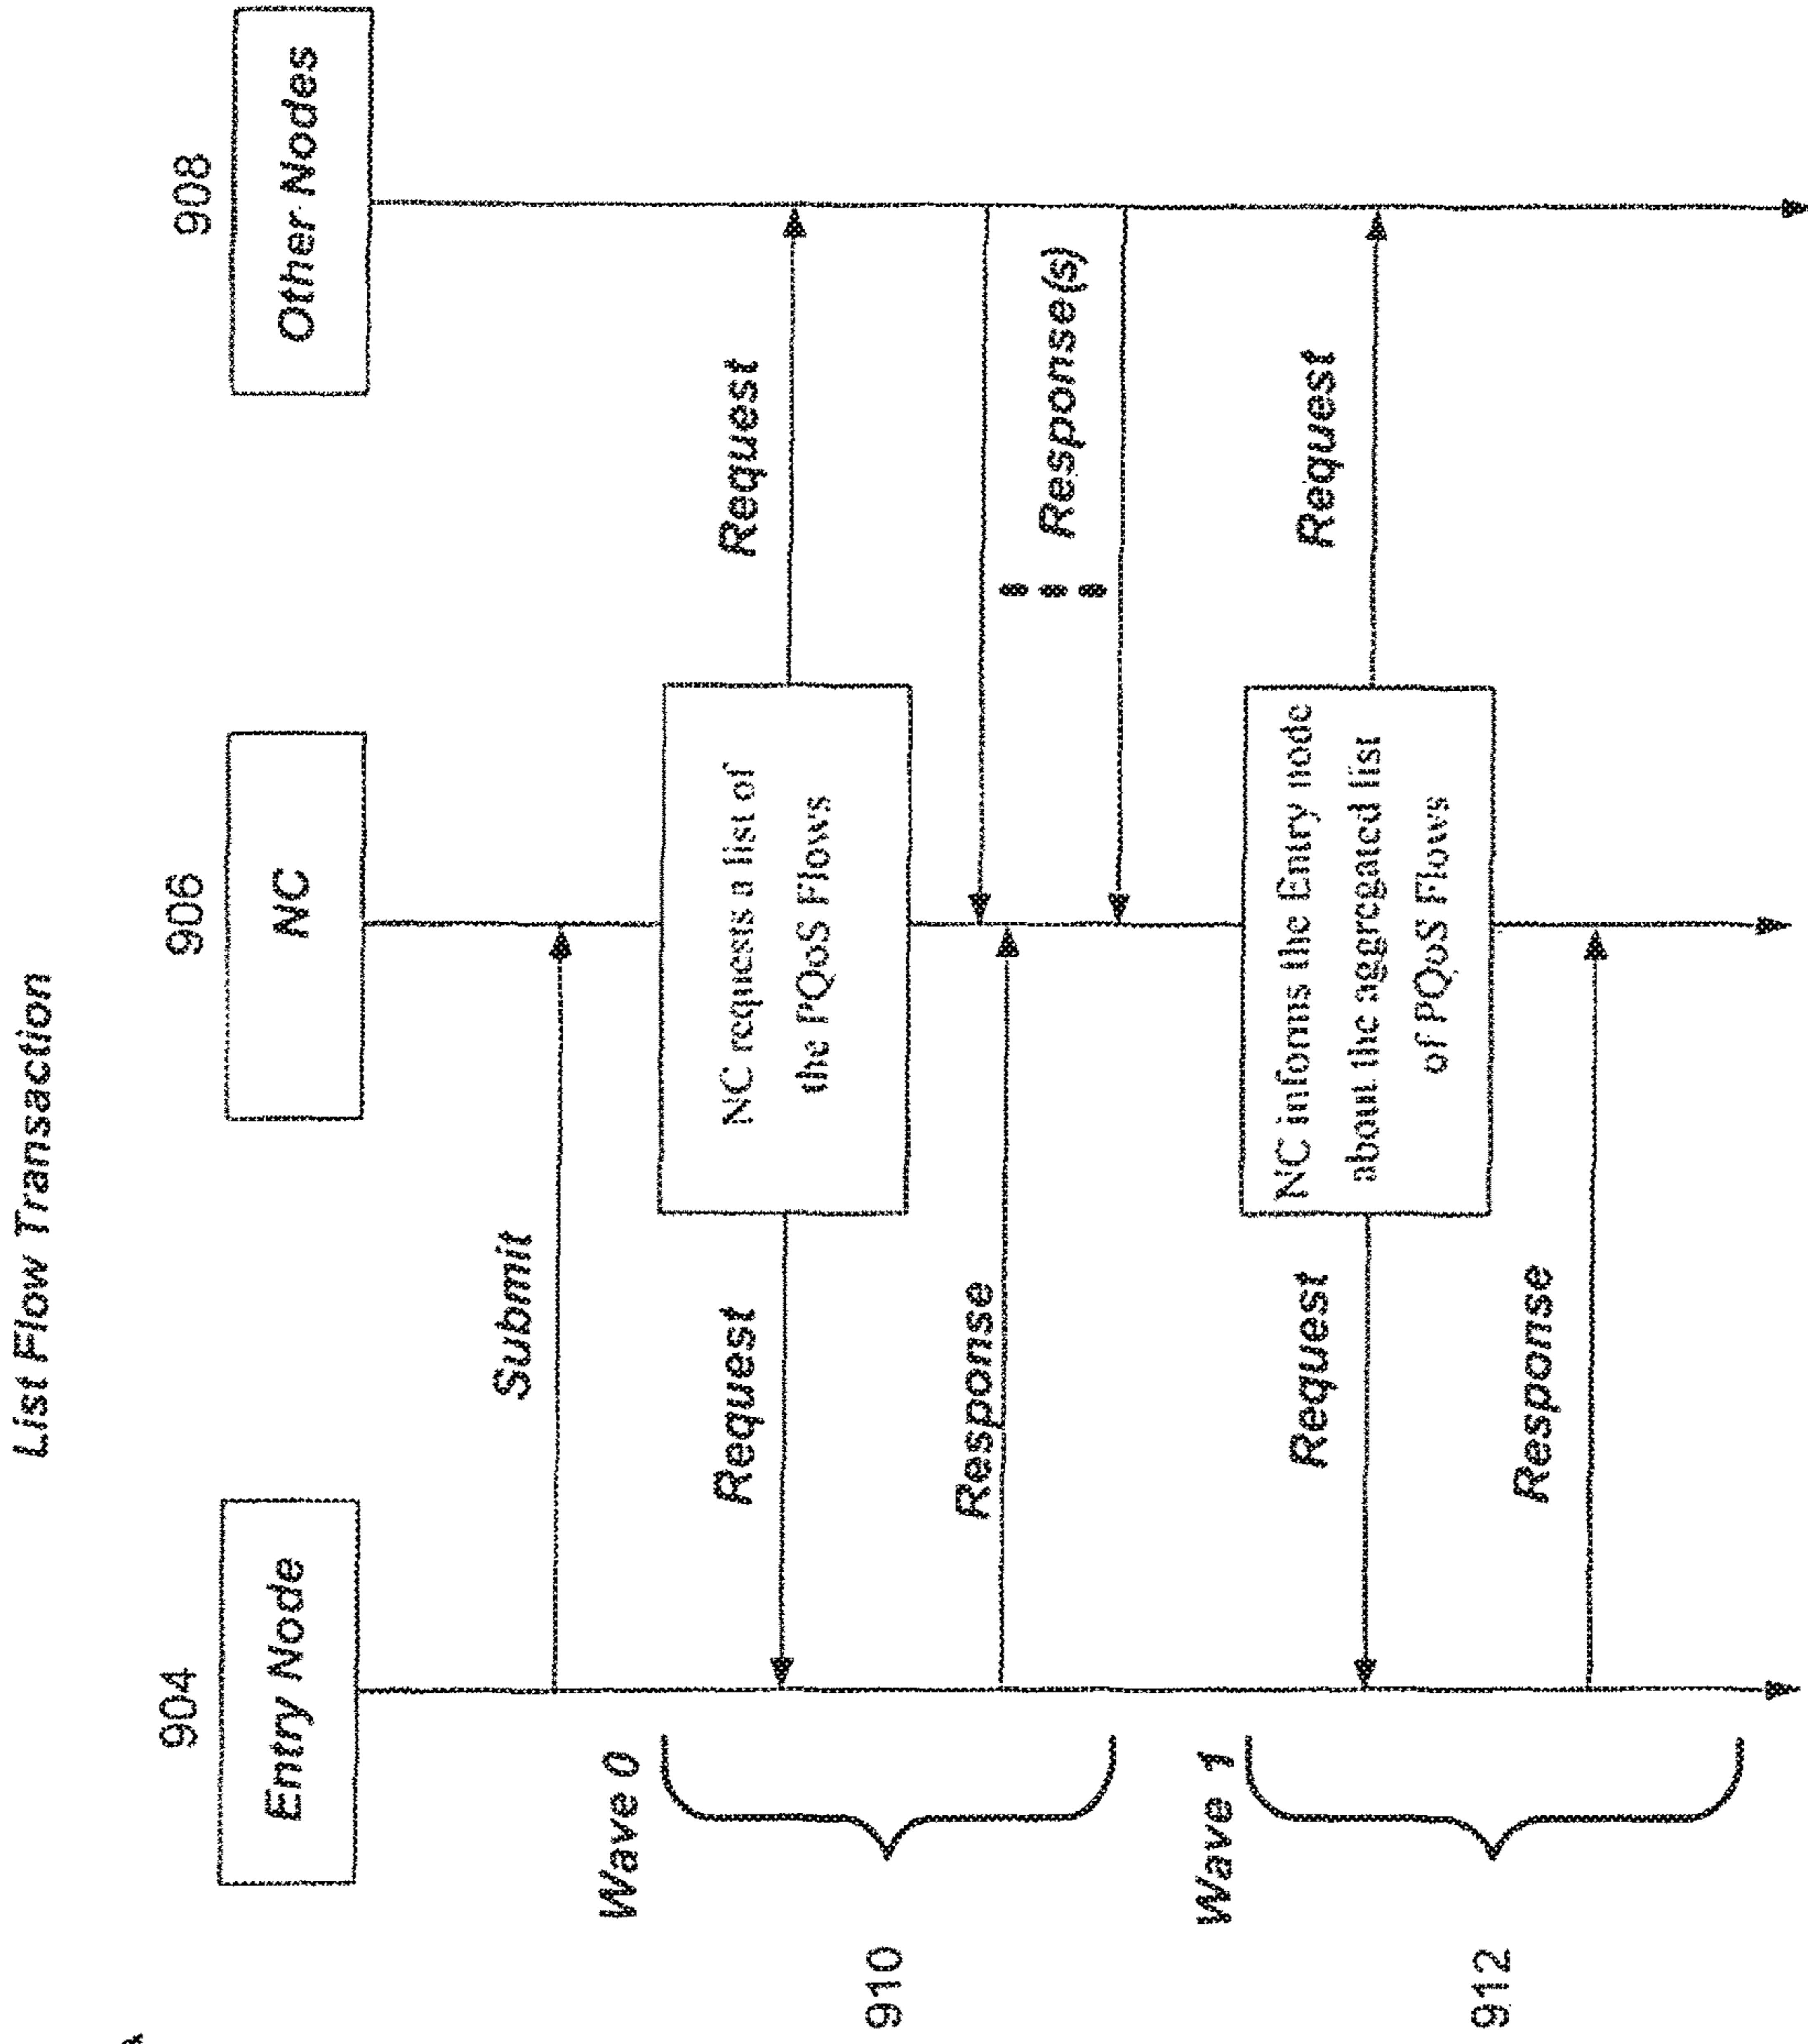 List Flow Transaction
904
906
908
Entry Node
NC
Other Nodes
Submit
Wave 0
910
Request
NC requests a list of
the PQoS Flows
Request
Response
Response(s)
Wave 1
912
Request
NC informs the Entry node
about the aggregated list
of PQoS Flows
Request
Response